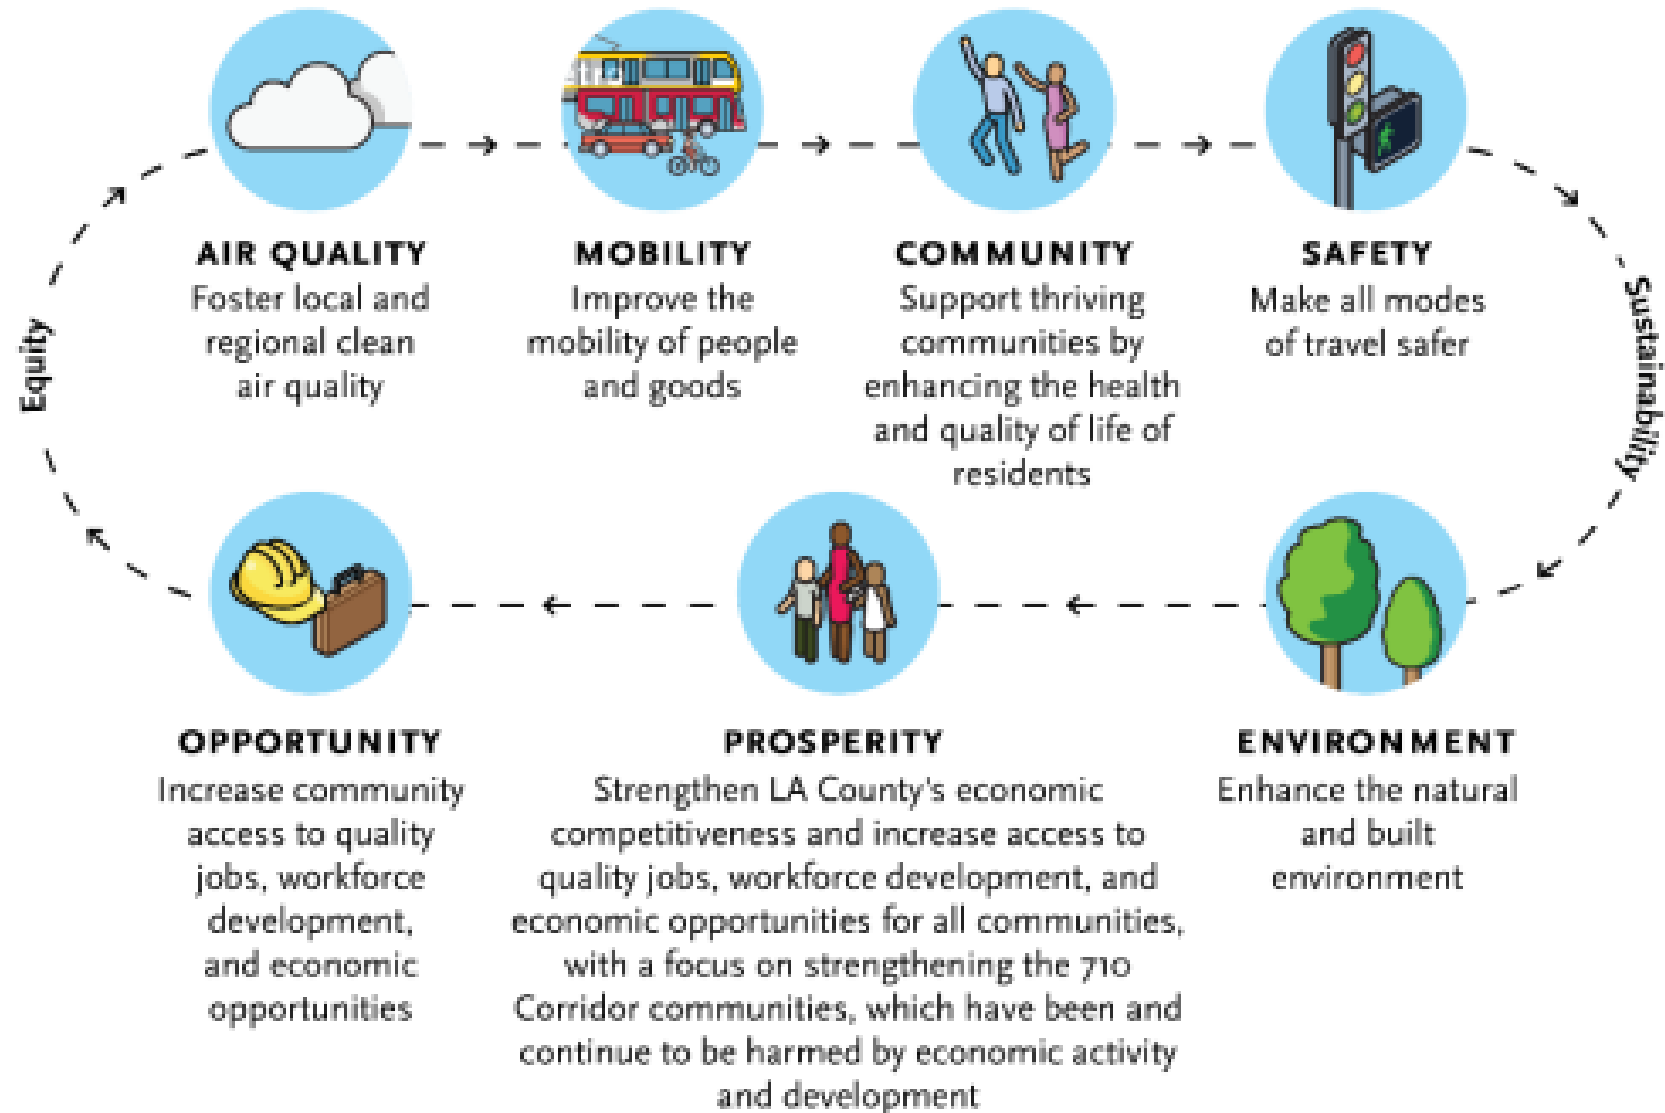 etro
AIR QUALITY
Foster local and
regional clean
air quality
MOBILITY
Improve the
mobility of people
and goods
COMMUNITY
Support thriving
communities by
enhancing the health
and quality of life of
residents
SAFETY
Make all modes
of travel safer
Sustainability
ENVIRONMENT
Enhance the natural
and built
environment
PROSPERITY
Strengthen LA County's economic
competitiveness and increase access to
quality jobs, workforce development, and
economic opportunities for all communities,
with a focus on strengthening the 710
Corridor communities, which have been and
continue to be harmed by economic activity
and development
OPPORTUNITY
Increase community
access to quality
jobs, workforce
development,
and economic
opportunities
Equity